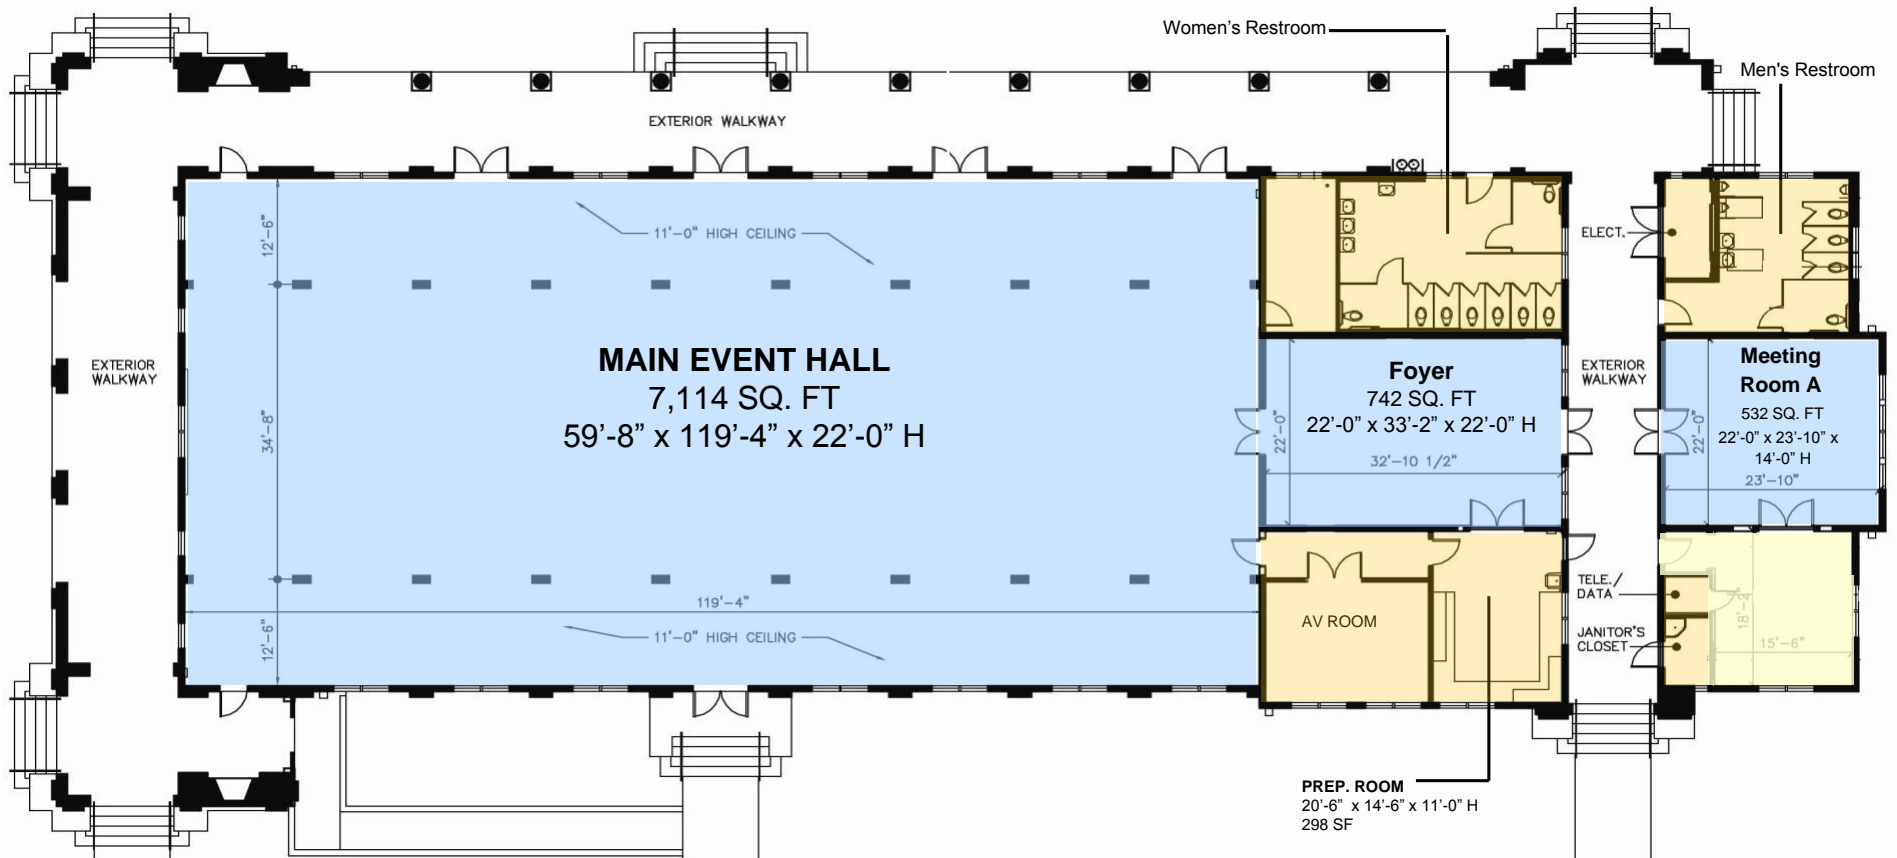 Women's Restroom
Men's Restroom
EXTERIOR WALKWAY
12'-6"
11'-0" HIGH CEILING
ELECT.
MAIN EVENT HALL
7,114 SQ. FT
59'-8" x 119'-4" x 22'-0" H
34'-8"
EXTERIOR
WALKWAY
Foyer
742 SQ. FT
22'-0" x 33'-2" x 22'-0" H
22'-0"
32'-10 1/2"
EXTERIOR
WALKWAY
Meeting
Room A
532 SQ. FT
22'-0" x 23'-10" x
14'-0" H
22'-0"
23'-10"
119'-4"
12'-6"
11'-0" HIGH CEILING
AV ROOM
TELE./
DATA
JANITOR'S
CLOSET
18'-2
15'-6"
PREP. ROOM
20'-6" x 14'-6" x 11'-0" H
298 SF